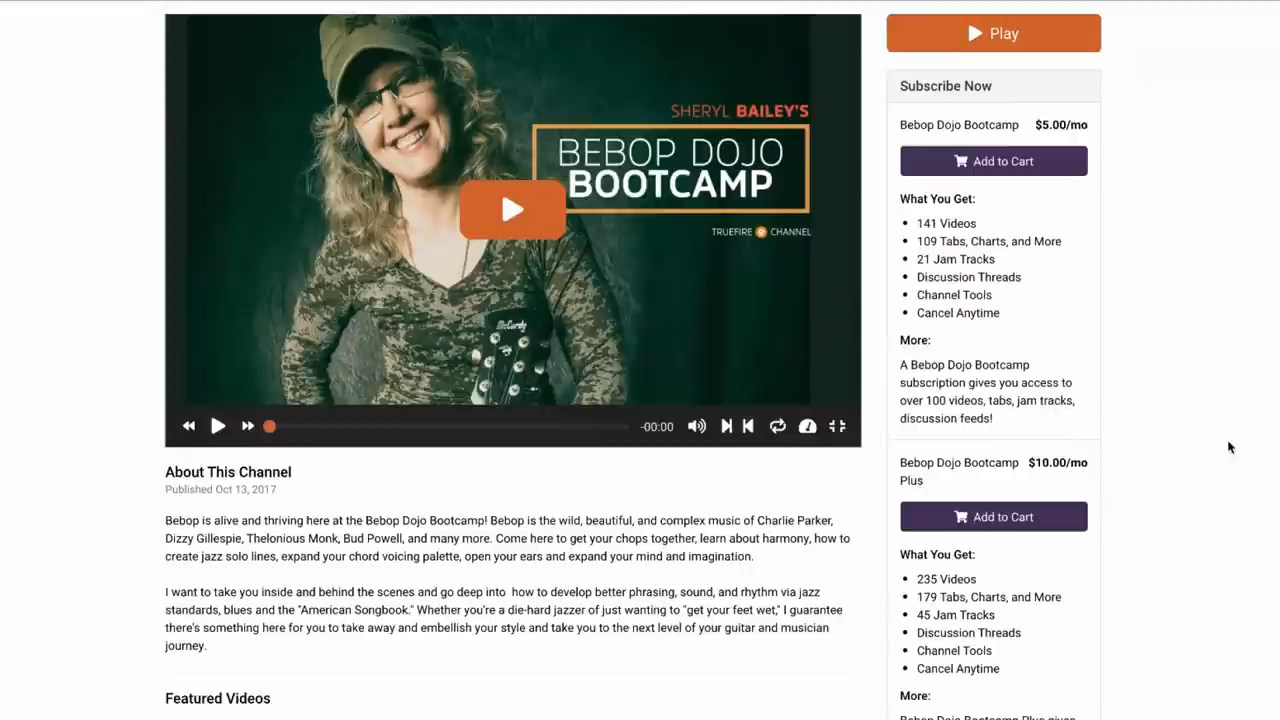 SHERYL BAILEY'S
BEBOP DOJO
BOOTCAMP
TRUEFIRE CHANNEL
McCurdy
-00:00
About This Channel
Published Oct 13, 2017
Bebop is alive and thriving here at the Bebop Dojo Bootcamp! Bebop is the wild, beautiful, and complex music of Charlie Parker,
Dizzy Gillespie, Thelonious Monk, Bud Powell, and many more. Come here to get your chops together, learn about harmony, how to
create jazz solo lines, expand your chord voicing palette, open your ears and expand your mind and imagination.
I want to take you inside and behind the scenes and go deep into  how to develop better phrasing, sound, and rhythm via jazz
standards, blues and the "American Songbook." Whether you're a die-hard jazzer of just wanting to "get your feet wet," I guarantee
there's something here for you to take away and embellish your style and take you to the next level of your guitar and musician
journey.
Featured Videos
Play
Subscribe Now
Bebop Dojo Bootcamp $5.00/mo
Add to Cart
What You Get:
• 141 Videos
• 109 Tabs, Charts, and More
• 21 Jam Tracks
• Discussion Threads
• Channel Tools
• Cancel Anytime
More:
A Bebop Dojo Bootcamp
subscription gives you access to
over 100 videos, tabs, jam tracks,
discussion feeds!
Bebop Dojo Bootcamp $10.00/mo
Plus
Add to Cart
What You Get:
• 235 Videos
• 179 Tabs, Charts, and More
• 45 Jam Tracks
• Discussion Threads
• Channel Tools
• Cancel Anytime
More:
Bebop Dojo Bootcamp Plus gives